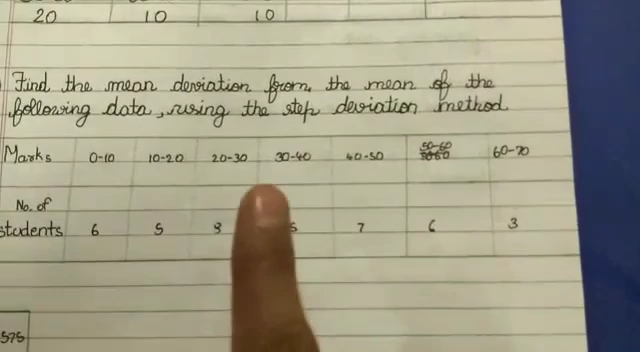 20 10 10
Find the mean deviation from the mean of the
following data, using the step deviation method
Marks 0-10 10-20 20-30 30-40 40-50 50-60 60-70
No. of
students 6 5 8 7 6 3
575